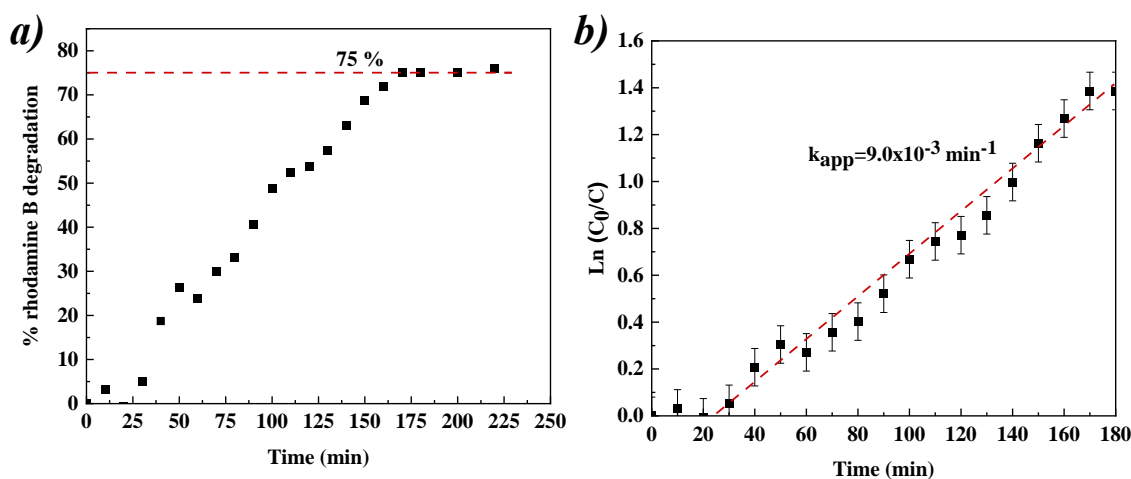 a)
% rhodamine B degradation
80
70
60
50
40
30
20
10
0
75 %
0 25 50 75 100 125 150 175 200 225 250
Time (min)
b)
Ln (C0/C)
1.6
1.4
1.2
1.0
0.8
0.6
0.4
0.2
0.0
kapp=9.0x10-3 min-1
0 20 40 60 80 100 120 140 160 180
Time (min)